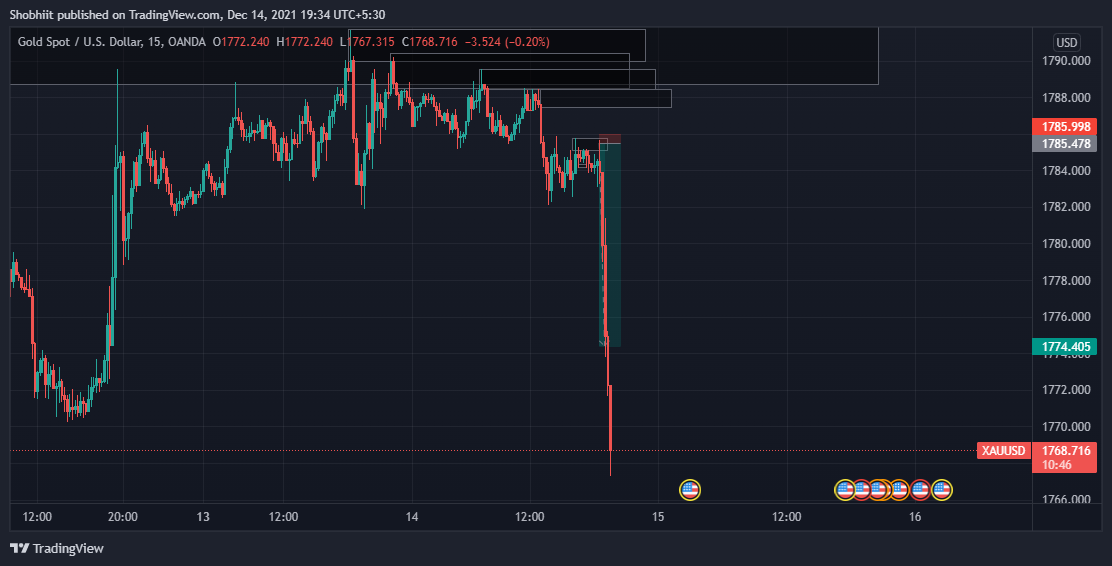 Shobhiit published on TradingView.com, Dec 14, 2021 19:34 UTC+5:30
Gold Spot / U.S. Dollar, 15, OANDA O1772.240 H1772.240 L1767.315 C1768.716 −3.524 (−0.20%)
USD
1790.000
1788.000
1785.998
1785.478
1784.000
1782.000
1780.000
1778.000
1776.000
1774.405
1774.000
1772.000
1770.000
XAUUSD 1768.716
10:46
1766.000
12:00 20:00 13 12:00 14 12:00 15 12:00 16
TradingView